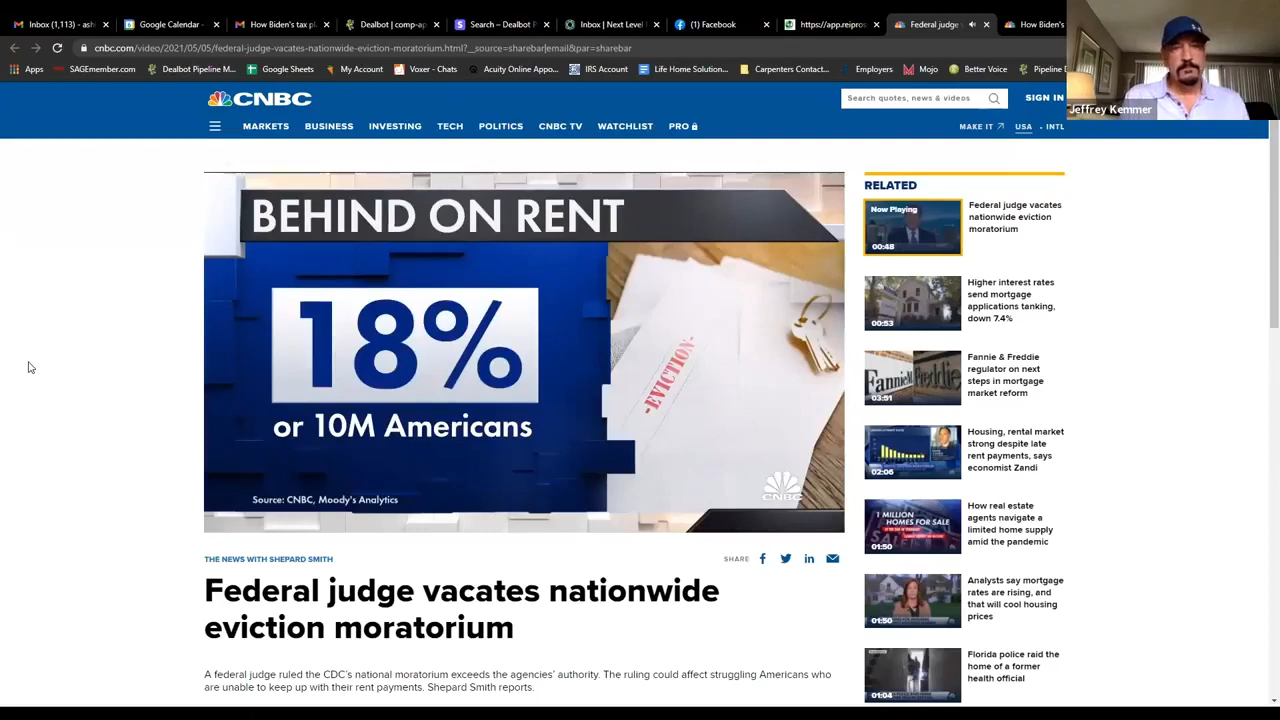 Inbox (1,113) - ash
Google Calendar -
How Biden's tax pl
Dealbot | comp-ap
Search – Dealbot P
Inbox | Next Level
(1) Facebook
https://app.reipros
Federal judge
How Biden's
cnbc.com/video/2021/05/05/federal-judge-vacates-nationwide-eviction-moratorium.html?__source=sharebar|email&par=sharebar
Apps
SAGEmember.com
Dealbot Pipeline M...
Google Sheets
My Account
Voxer - Chats
Acuity Online Appo...
IRS Account
Life Home Solution...
Carpenters Contact...
Employers
Mojo
Better Voice
Pipeline D
Jeffrey Kemmer
CNBC
Search quotes, news & videos
SIGN IN
MARKETS
BUSINESS
INVESTING
TECH
POLITICS
CNBC TV
WATCHLIST
PRO
MAKE IT
USA
• INTL
BEHIND ON RENT
18%
or 10M Americans
Source: CNBC, Moody's Analytics
-EVICTION-
CNBC
THE NEWS WITH SHEPARD SMITH
SHARE
Federal judge vacates nationwide
eviction moratorium
A federal judge ruled the CDC's national moratorium exceeds the agencies' authority. The ruling could affect struggling Americans who
are unable to keep up with their rent payments. Shepard Smith reports.
RELATED
Now Playing
00:48
Federal judge vacates
nationwide eviction
moratorium
00:53
Higher interest rates
send mortgage
applications tanking,
down 7.4%
FannieM
Freddie
03:51
Fannie & Freddie
regulator on next
steps in mortgage
market reform
02:06
Housing, rental market
strong despite late
rent payments, says
economist Zandi
1 MILLION
HOMES FOR SALE
01:50
How real estate
agents navigate a
limited home supply
amid the pandemic
01:50
Analysts say mortgage
rates are rising, and
that will cool housing
prices
01:04
Florida police raid the
home of a former
health official